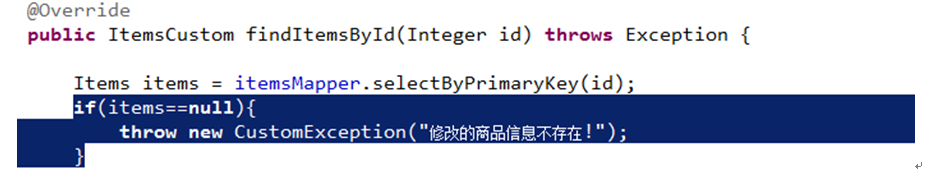 @Override
public ItemsCustom findItemsById(Integer id) throws Exception {
Items items = itemsMapper.selectByPrimaryKey(id);
if(items==null){
throw new CustomException("修改的商品信息不存在!");
}